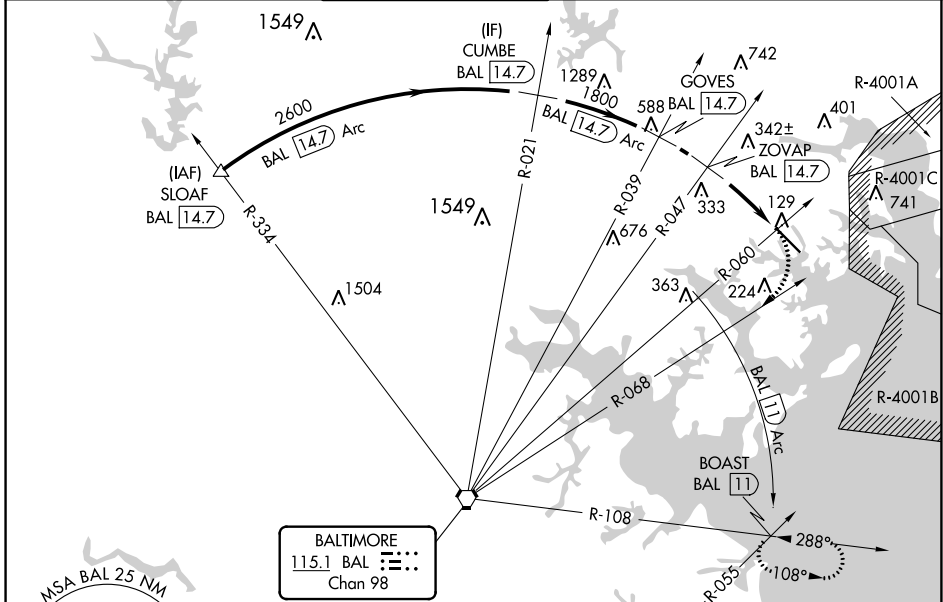 1549
(IF)
CUMBE
BAL 14.7
742
GOVES
BAL 14.7
1289
588
R-4001A
401
2600
1800
BAL 14.7 Arc
BAL 14.7 Arc
342±
ZOVAP
BAL 14.7
(IAF)
SLOAF
BAL 14.7
R-334
R-021
R-039
R-047
333
129
R-4001C
741
1549
676
R-060
1504
363
224
R-068
BAL 11 Arc
R-4001B
BOAST
BAL 11
R-108
288°
108°
R-055
BALTIMORE
115.1 BAL
Chan 98
MSA BAL 25 NM